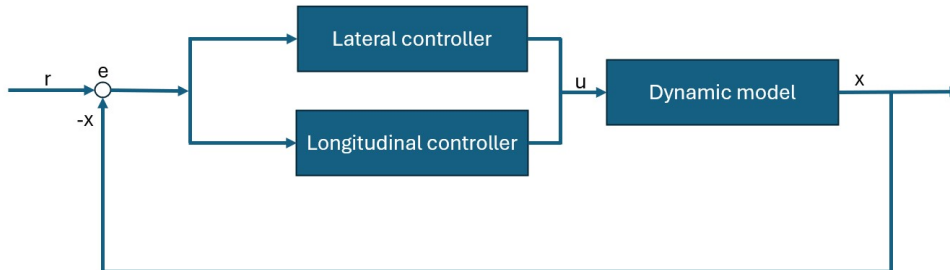 r
e
-x
Lateral controller
Longitudinal controller
u
Dynamic model
x